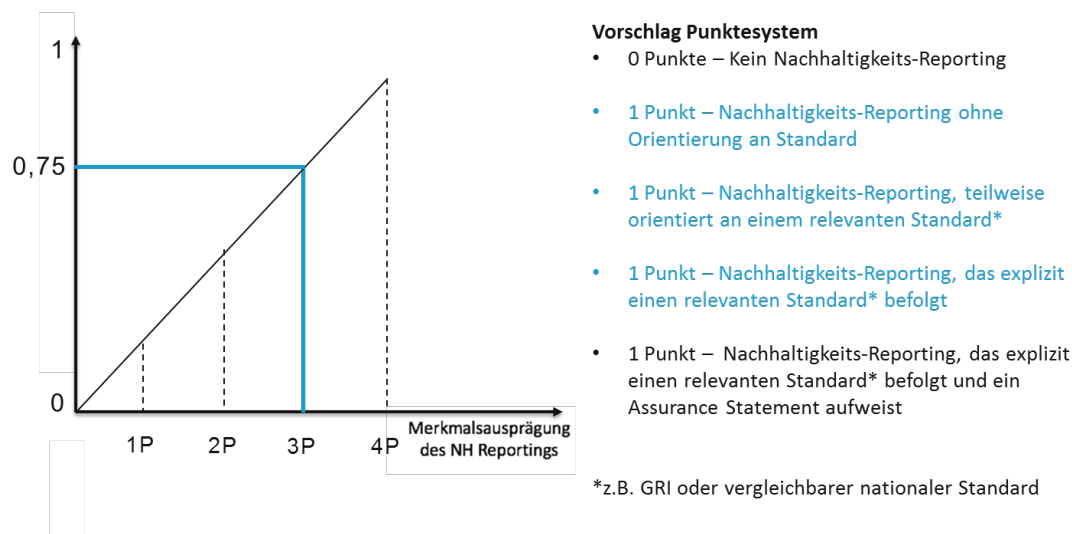 1
0,75
0
1P
2P
3P
4P
Merkmalsausprägung
des NH Reportings
Vorschlag Punktesystem
• 0 Punkte – Kein Nachhaltigkeits-Reporting
• 1 Punkt – Nachhaltigkeits-Reporting ohne
Orientierung an Standard
• 1 Punkt – Nachhaltigkeits-Reporting, teilweise
orientiert an einem relevanten Standard*
• 1 Punkt – Nachhaltigkeits-Reporting, das explizit
einen relevanten Standard* befolgt
• 1 Punkt – Nachhaltigkeits-Reporting, das explizit
einen relevanten Standard* befolgt und ein
Assurance Statement aufweist
*z.B. GRI oder vergleichbarer nationaler Standard